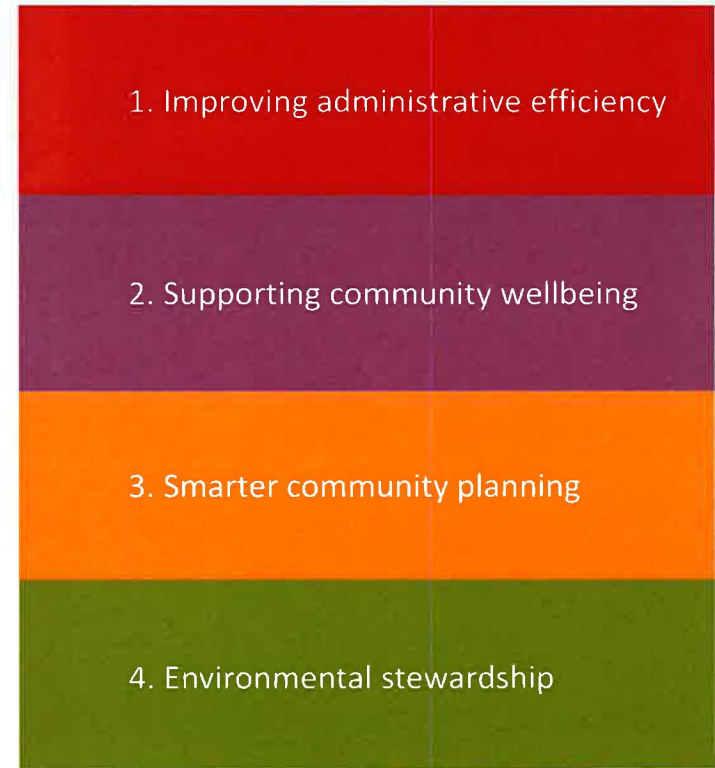 1. Improving administrative efficiency
2. Supporting community wellbeing
3. Smarter community planning
4. Environmental stewardship